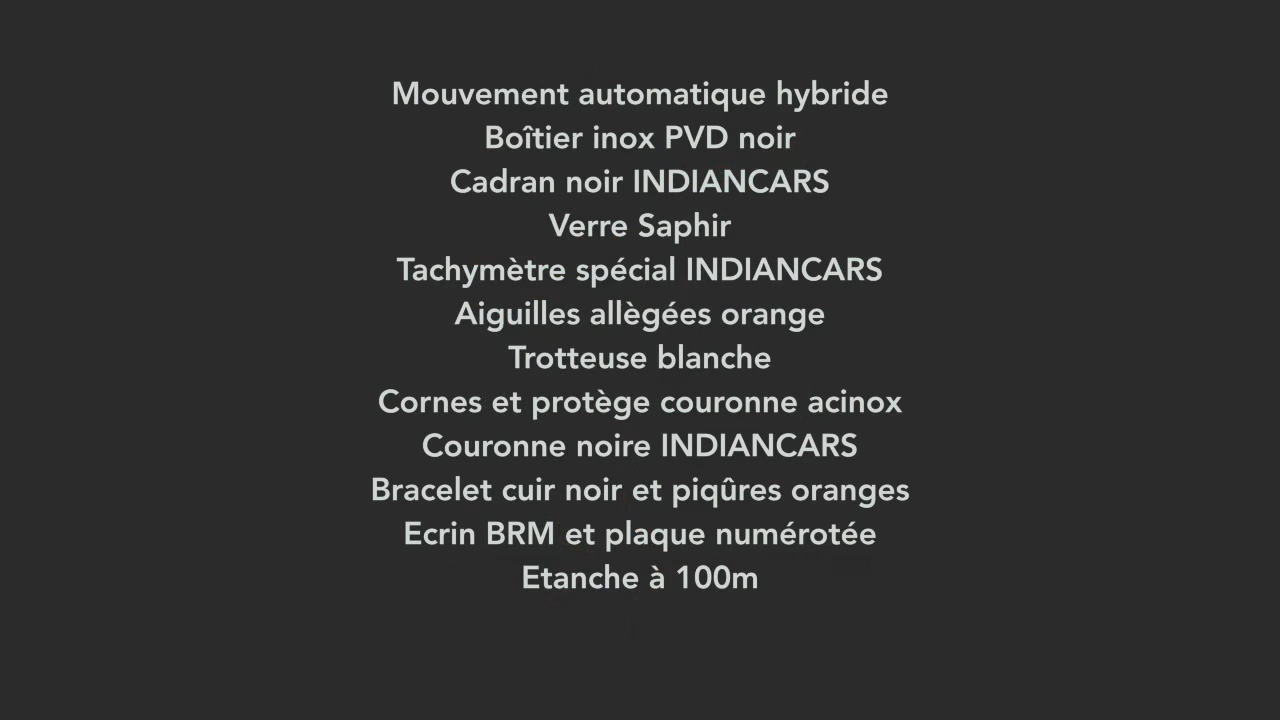 Mouvement automatique hybride
Boîtier inox PVD noir
Cadran noir INDIANCARS
Verre Saphir
Tachymètre spécial INDIANCARS
Aiguilles allègées orange
Trotteuse blanche
Cornes et protège couronne acinox
Couronne noire INDIANCARS
Bracelet cuir noir et piqûres oranges
Ecrin BRM et plaque numérotée
Etanche à 100m